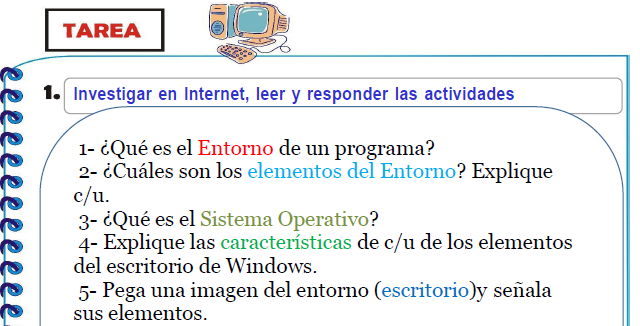 TAREA
1. Investigar en Internet, leer y responder las actividades
1- ¿Qué es el Entorno de un programa?
2- ¿Cuáles son los elementos del Entorno? Explique
c/u.
3- ¿Qué es el Sistema Operativo?
4- Explique las características de c/u de los elementos
del escritorio de Windows.
5- Pega una imagen del entorno (escritorio)y señala
sus elementos.